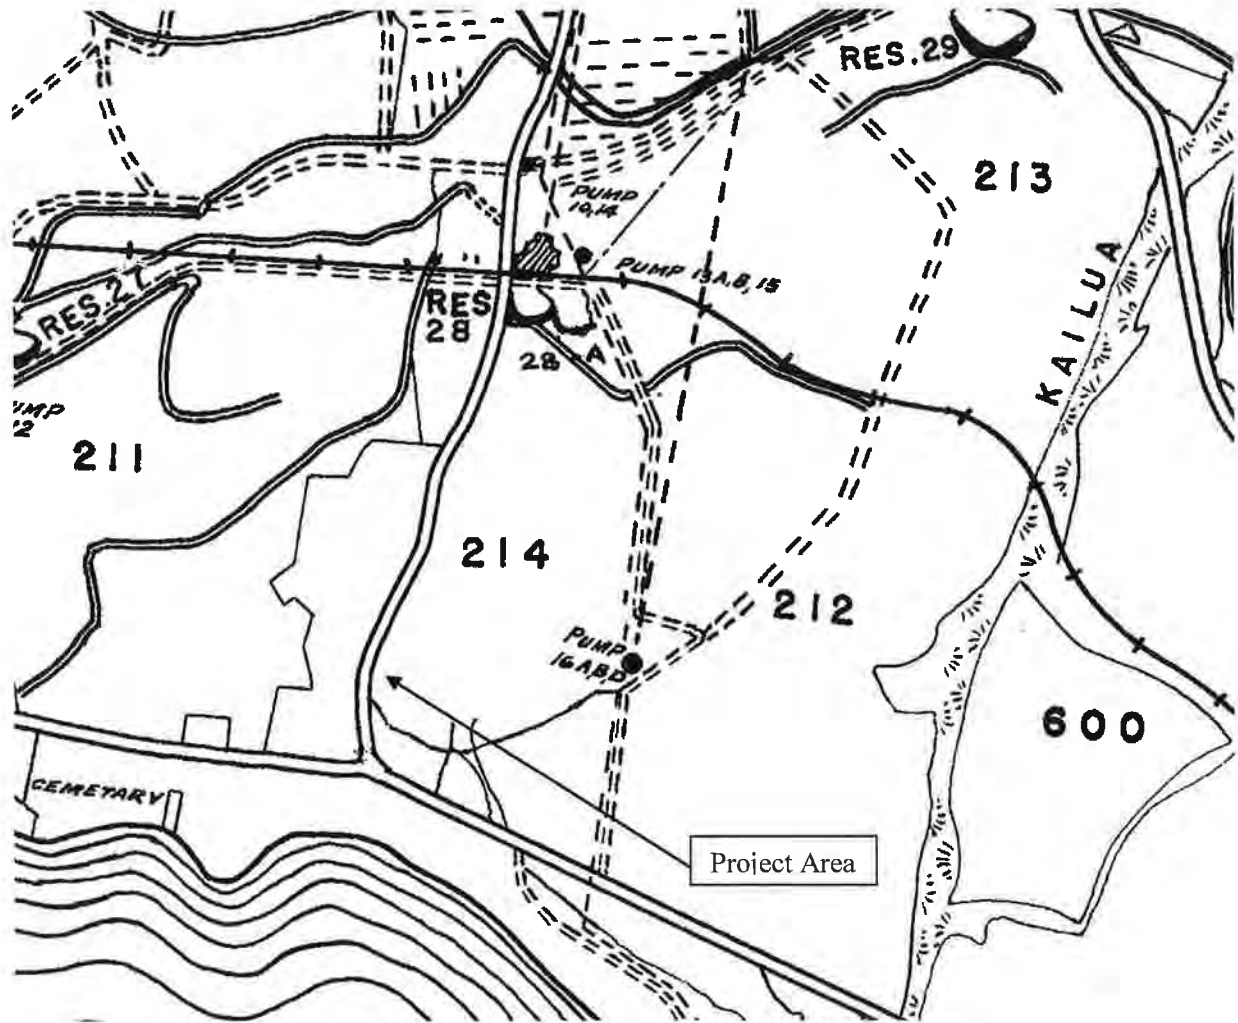 RES. 29
213
PUMP
10,14
KAILUA
PUMP 13A,B,15
RES. 27
RES
28
28 A
211
214
212
PUMP
16A,B,D
600
CEMETARY
Project Area